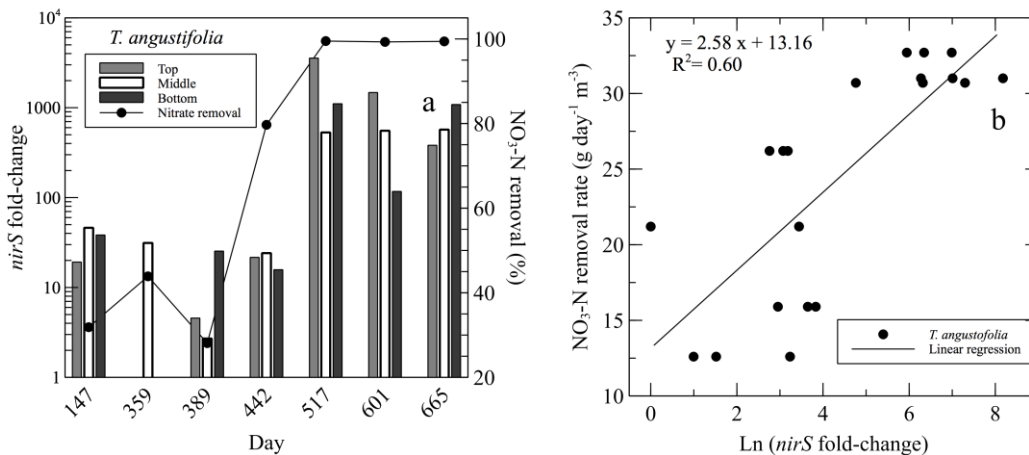 T. angustifolia
Top
Middle
Bottom
Nitrate removal
a
nirS fold-change
10⁴
1000
100
10
1
NO₃-N removal (%)
100
80
60
40
20
147
359
389
442
517
601
665
Day
y = 2.58 x + 13.16
R²= 0.60
b
NO₃-N removal rate (g day⁻¹ m⁻³)
35
30
25
20
15
10
T. angustofolia
Linear regression
0 2 4 6 8
Ln (nirS fold-change)